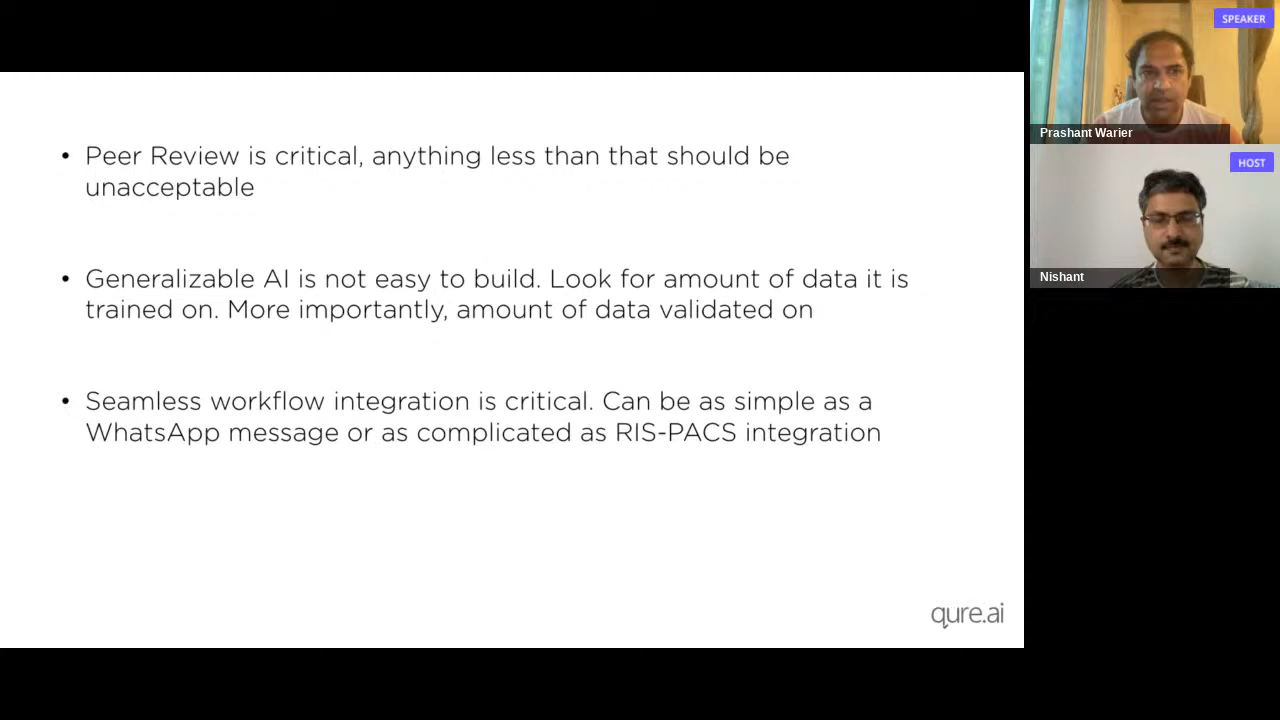 • Peer Review is critical, anything less than that should be
unacceptable
• Generalizable AI is not easy to build. Look for amount of data it is
trained on. More importantly, amount of data validated on
• Seamless workflow integration is critical. Can be as simple as a
WhatsApp message or as complicated as RIS-PACS integration
qure.ai
SPEAKER
Prashant Warier
HOST
Nishant